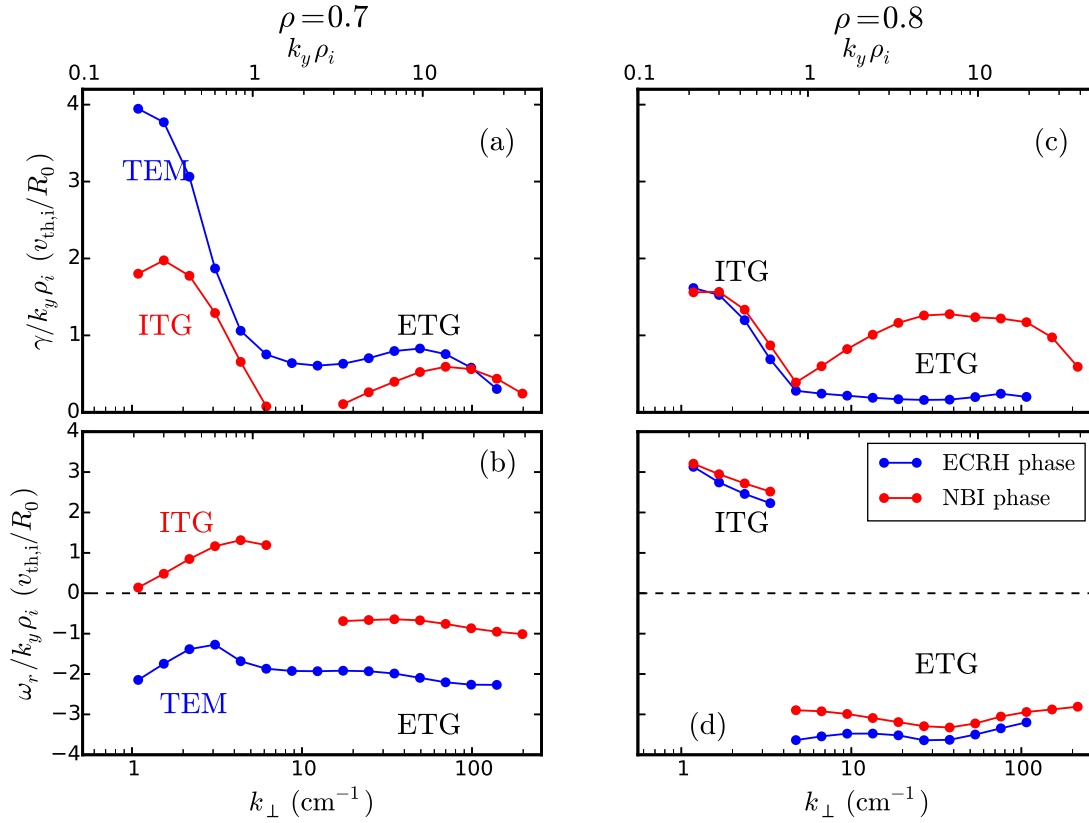 ρ = 0.7
k_y ρ_i
0.1 1 10
(a)
TEM
ITG
ETG
γ/k_y ρ_i (v_th,i/R_0)
4
3
2
1
0
(b)
ITG
TEM
ETG
ω_r/k_y ρ_i (v_th,i/R_0)
4
3
2
1
0
−1
−2
−3
−4
1 10 100
k_⊥ (cm⁻¹)
ρ = 0.8
k_y ρ_i
0.1 1 10
(c)
ITG
ETG
ECRH phase
NBI phase
ITG
ETG
(d)
1 10 100
k_⊥ (cm⁻¹)